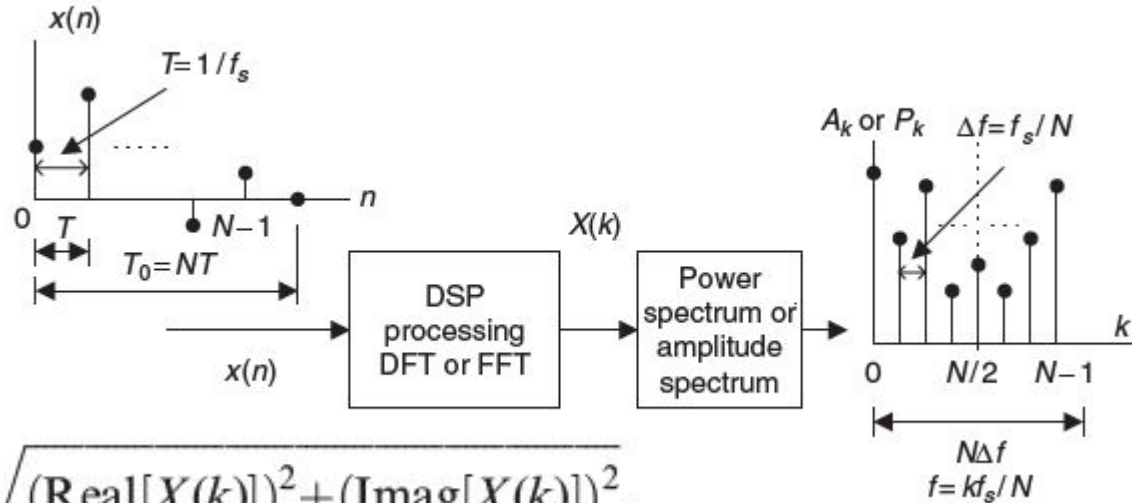 x(n)
T=1/f_s
0
n
T
N−1
T_0=NT
x(n)
DSP
processing
DFT or FFT
X(k)
Power
spectrum or
amplitude
spectrum
A_k or P_k
Δf=f_s/N
k
0
N/2
N−1
NΔf
f=kf_s/N
√(Real[X(k)])²+(Imag[X(k)])²